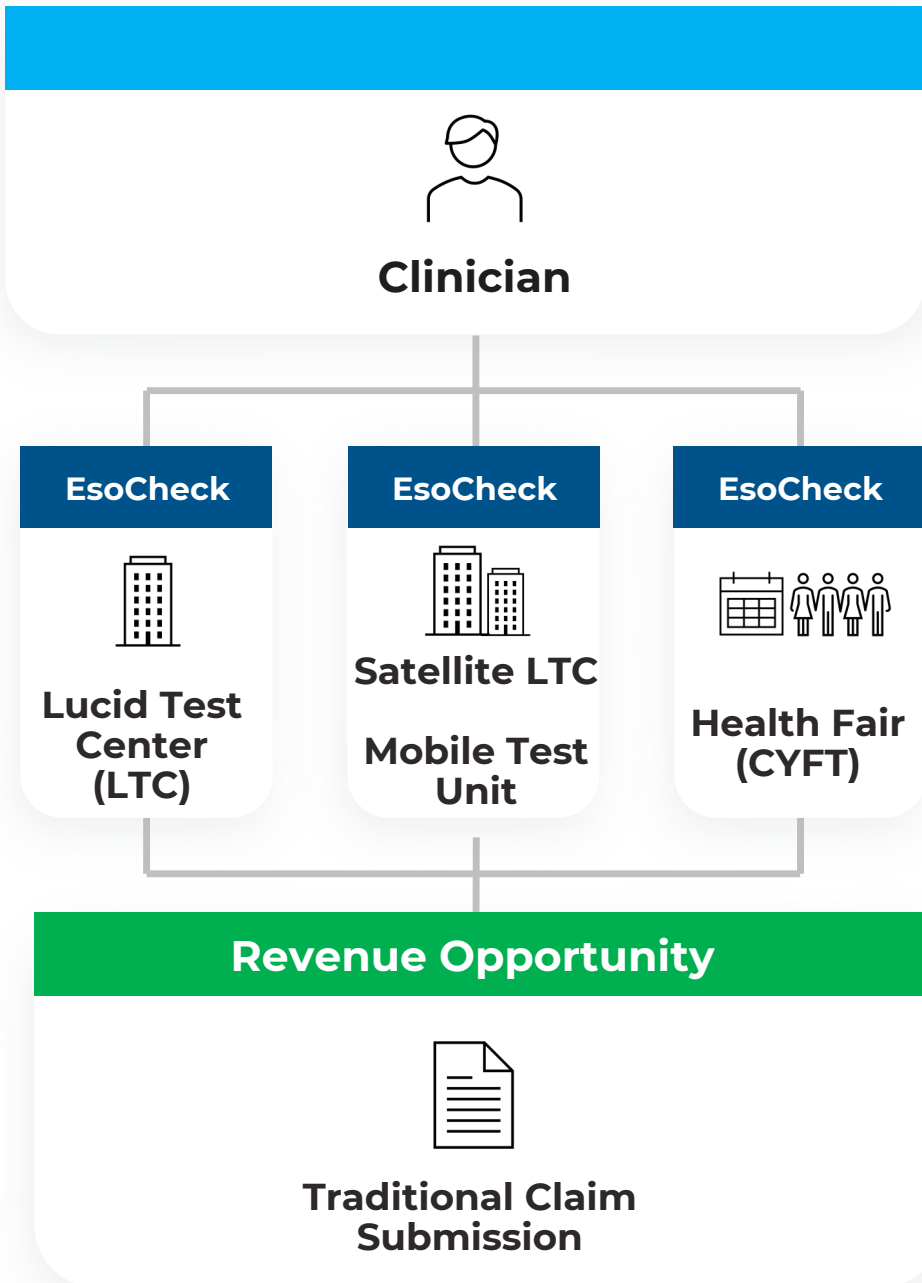 Clinician
EsoCheck
Lucid Test
Center
(LTC)
EsoCheck
Satellite LTC
Mobile Test
Unit
EsoCheck
Health Fair
(CYFT)
Revenue Opportunity
Traditional Claim
Submission